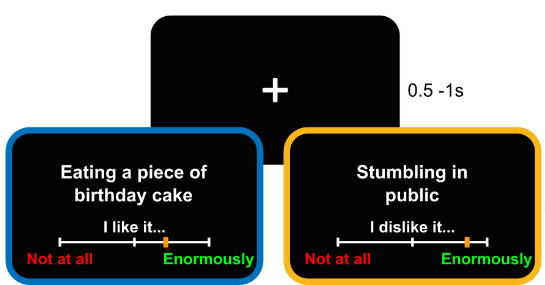 0.5 -1s
Eating a piece of
birthday cake
I like it...
Not at all
Enormously
Stumbling in
public
I dislike it...
Not at all
Enormously